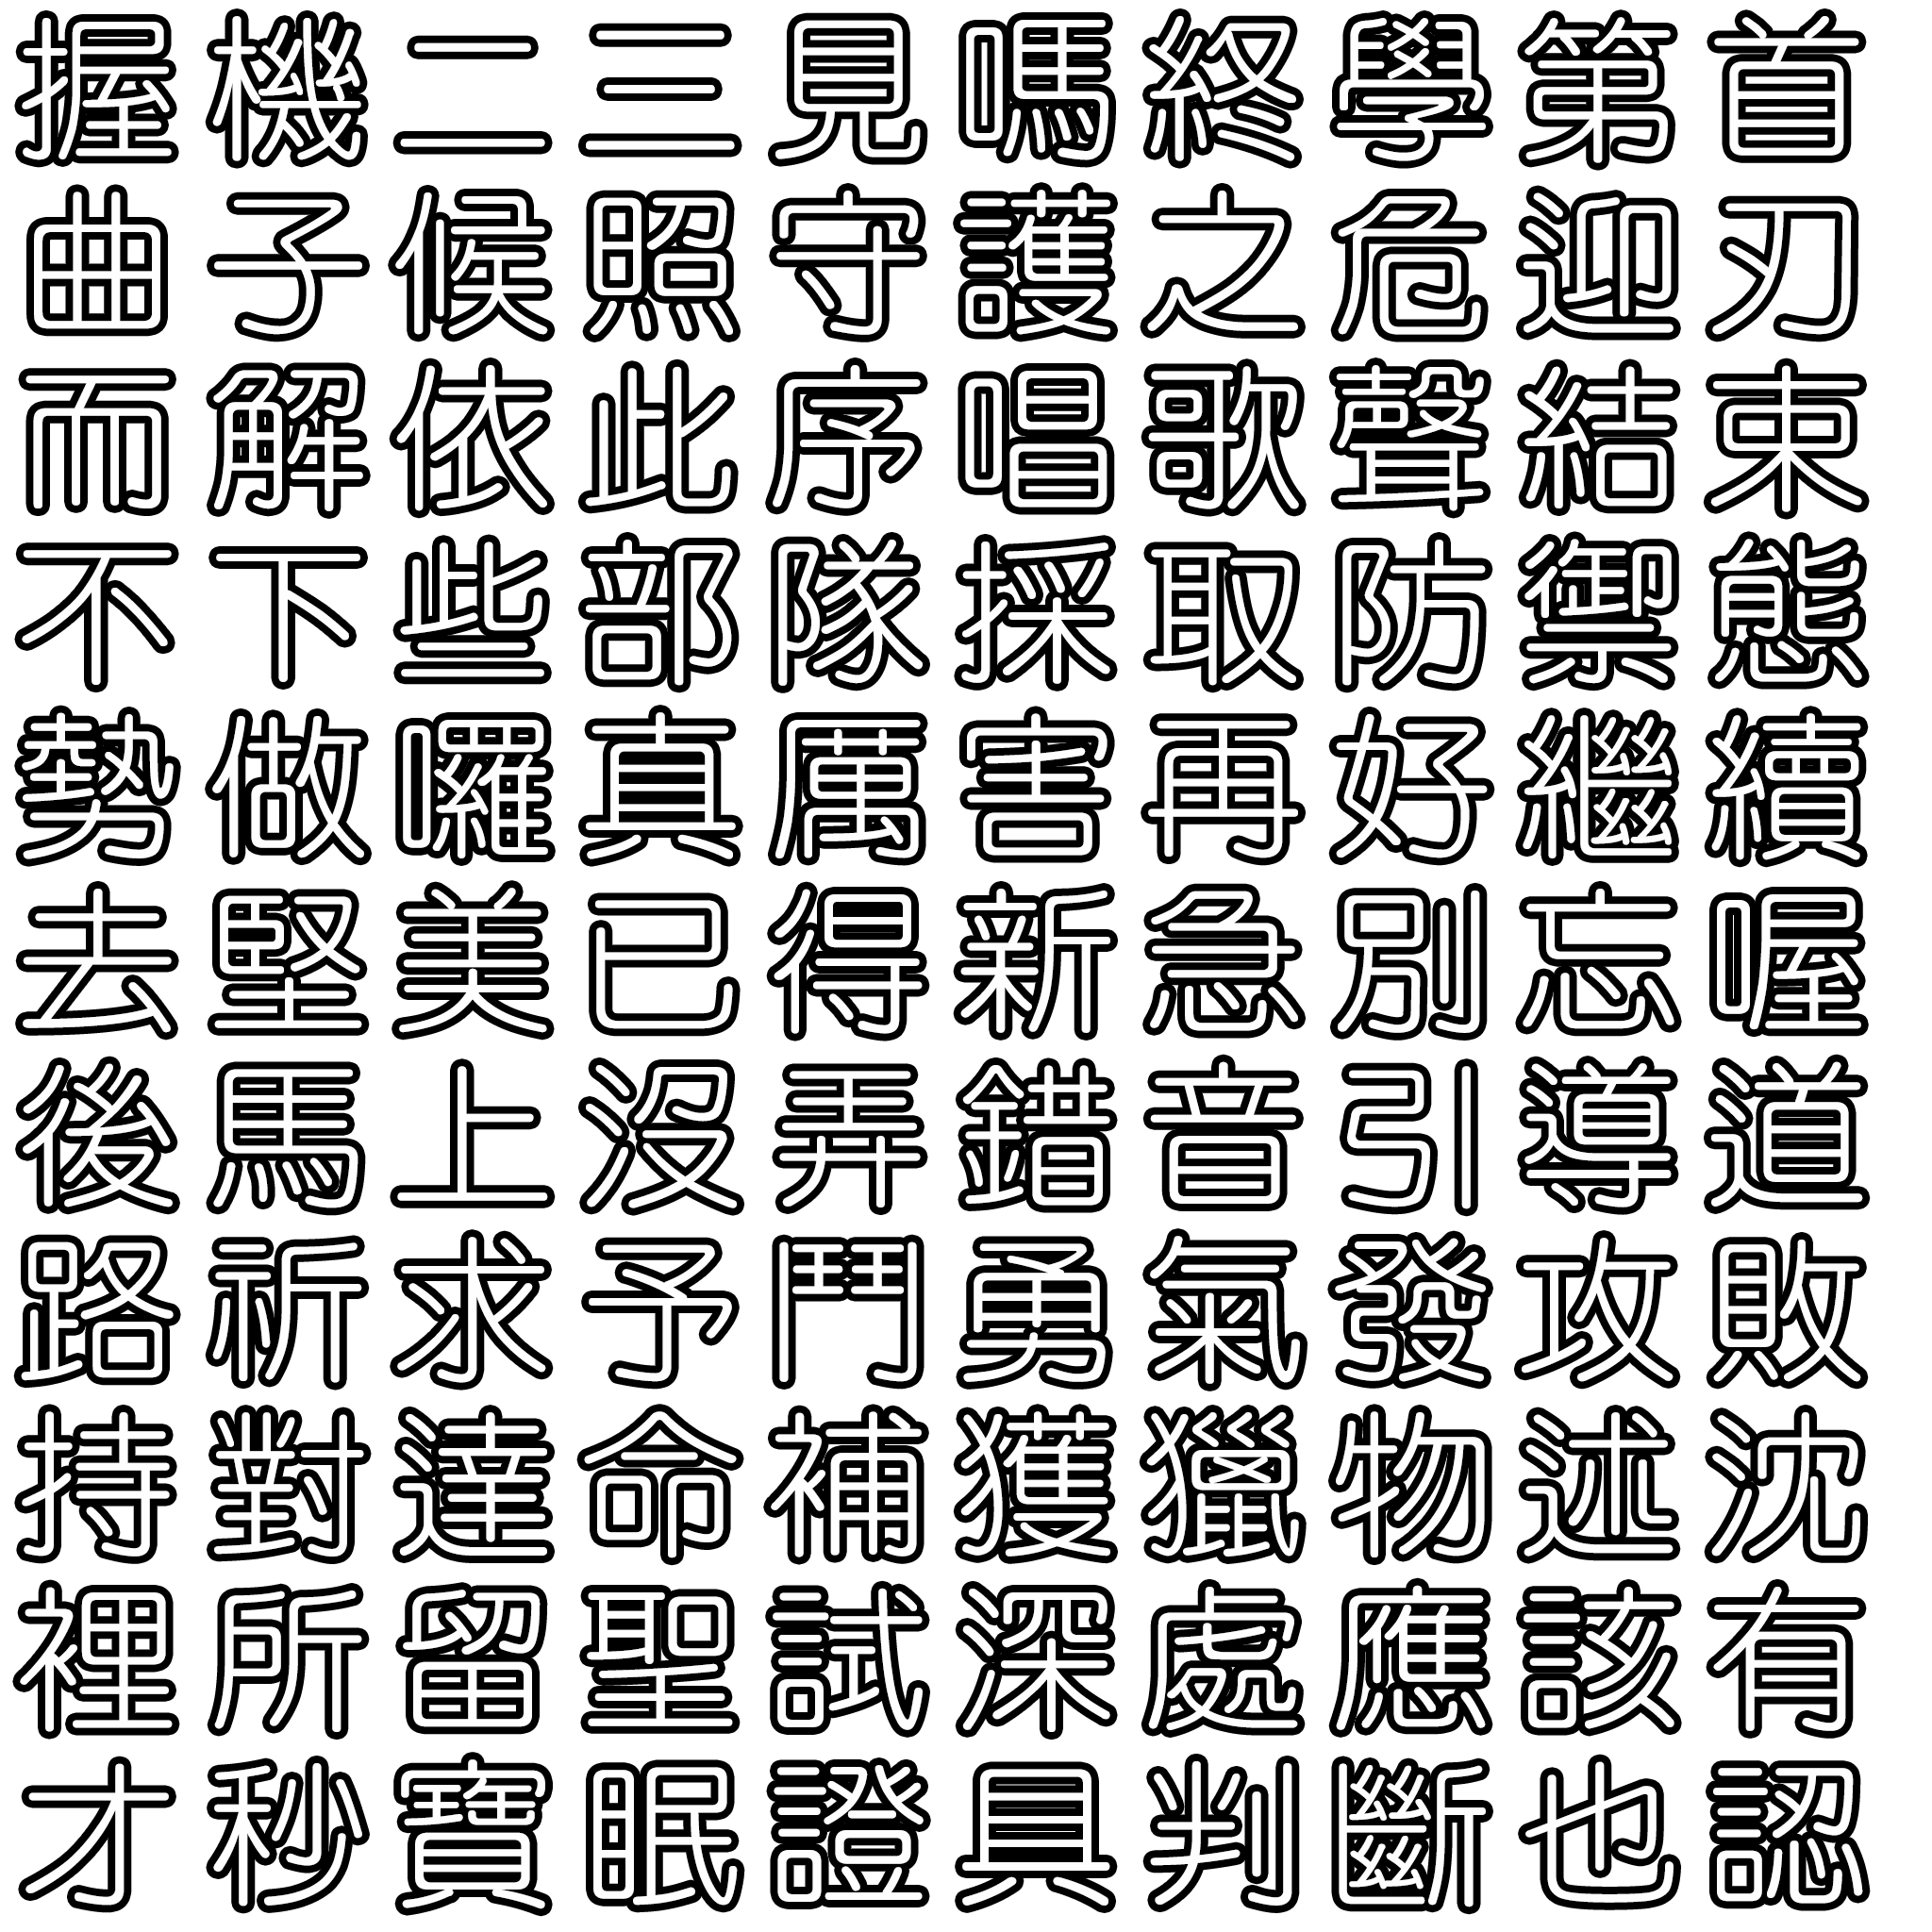 握機二三見嗎終學第首
曲子侯照守護之危迎刀
而解依此序唱歌聲結束
不下些部隊探取防禦態
勢做囉真厲害再好繼續
去堅美已得新急別忘喔
後馬上沒弄錯音引導道
路祈求予鬥勇氣發攻敗
持對達命補獲獵物逃沈
裡所留聖試深處應該有
才秒寶眠證具判斷也認